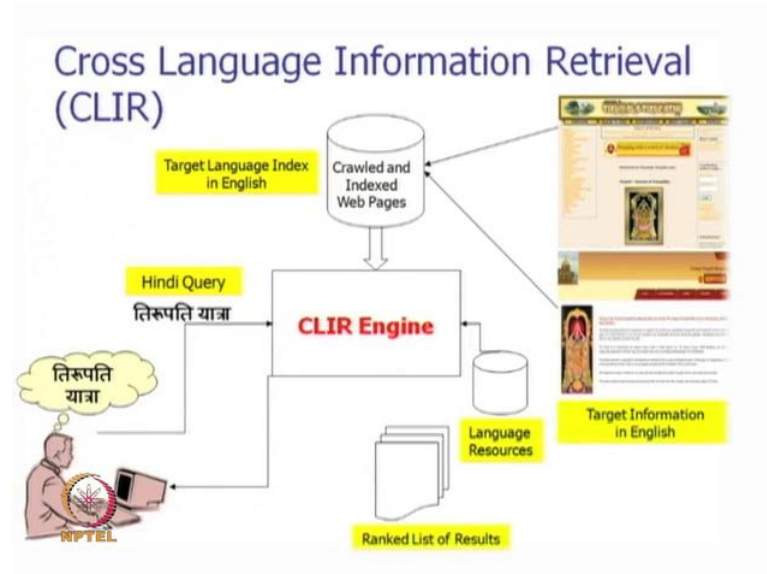 Cross Language Information Retrieval
(CLIR)
Target Language Index
in English
Crawled and
Indexed
Web Pages
Hindi Query
तिरूपति यात्रा
CLIR Engine
तिरूपति
यात्रा
Language
Resources
Target Information
in English
Ranked List of Results
NPTEL